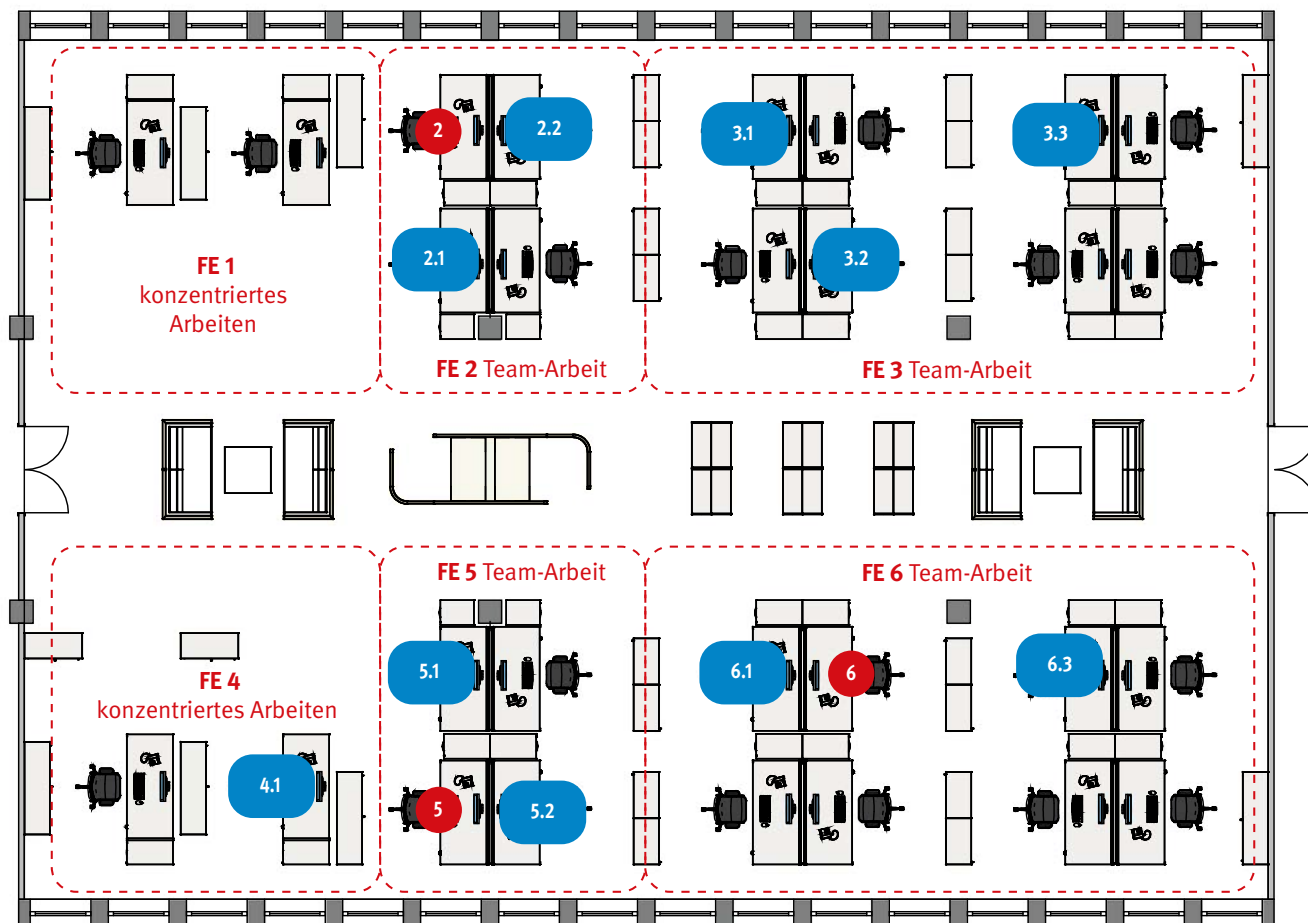 2
2.2
3.1
3.3
2.1
3.2
FE 1
konzentriertes
Arbeiten
FE 2 Team-Arbeit
FE 3 Team-Arbeit
FE 5 Team-Arbeit
FE 6 Team-Arbeit
5.1
6.1
6
6.3
FE 4
konzentriertes Arbeiten
4.1
5
5.2